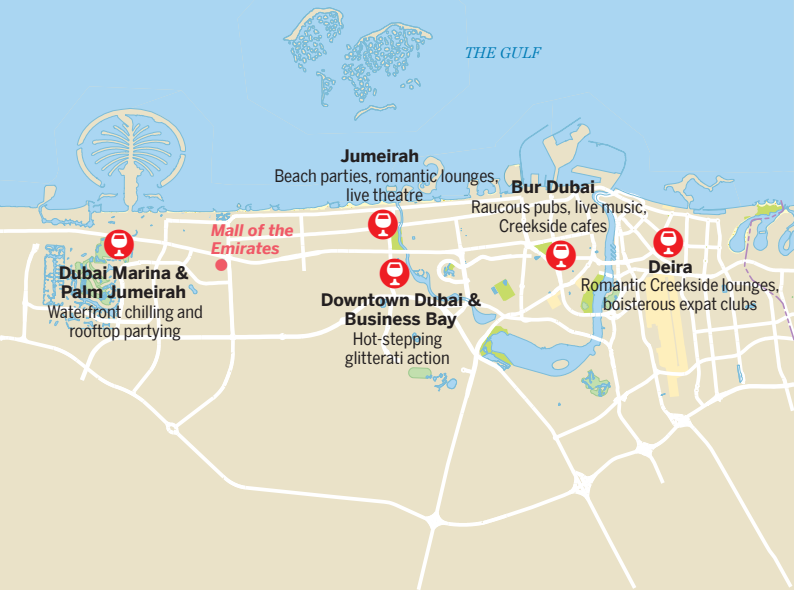 THE GULF
Jumeirah
Beach parties, romantic lounges,
live theatre
Bur Dubai
Raucous pubs, live music,
Creekside cafes
Mall of the
Emirates
Dubai Marina &
Palm Jumeirah
Waterfront chilling and
rooftop partying
Deira
Romantic Creekside lounges,
boisterous expat clubs
Downtown Dubai &
Business Bay
Hot-stepping
glitterati action